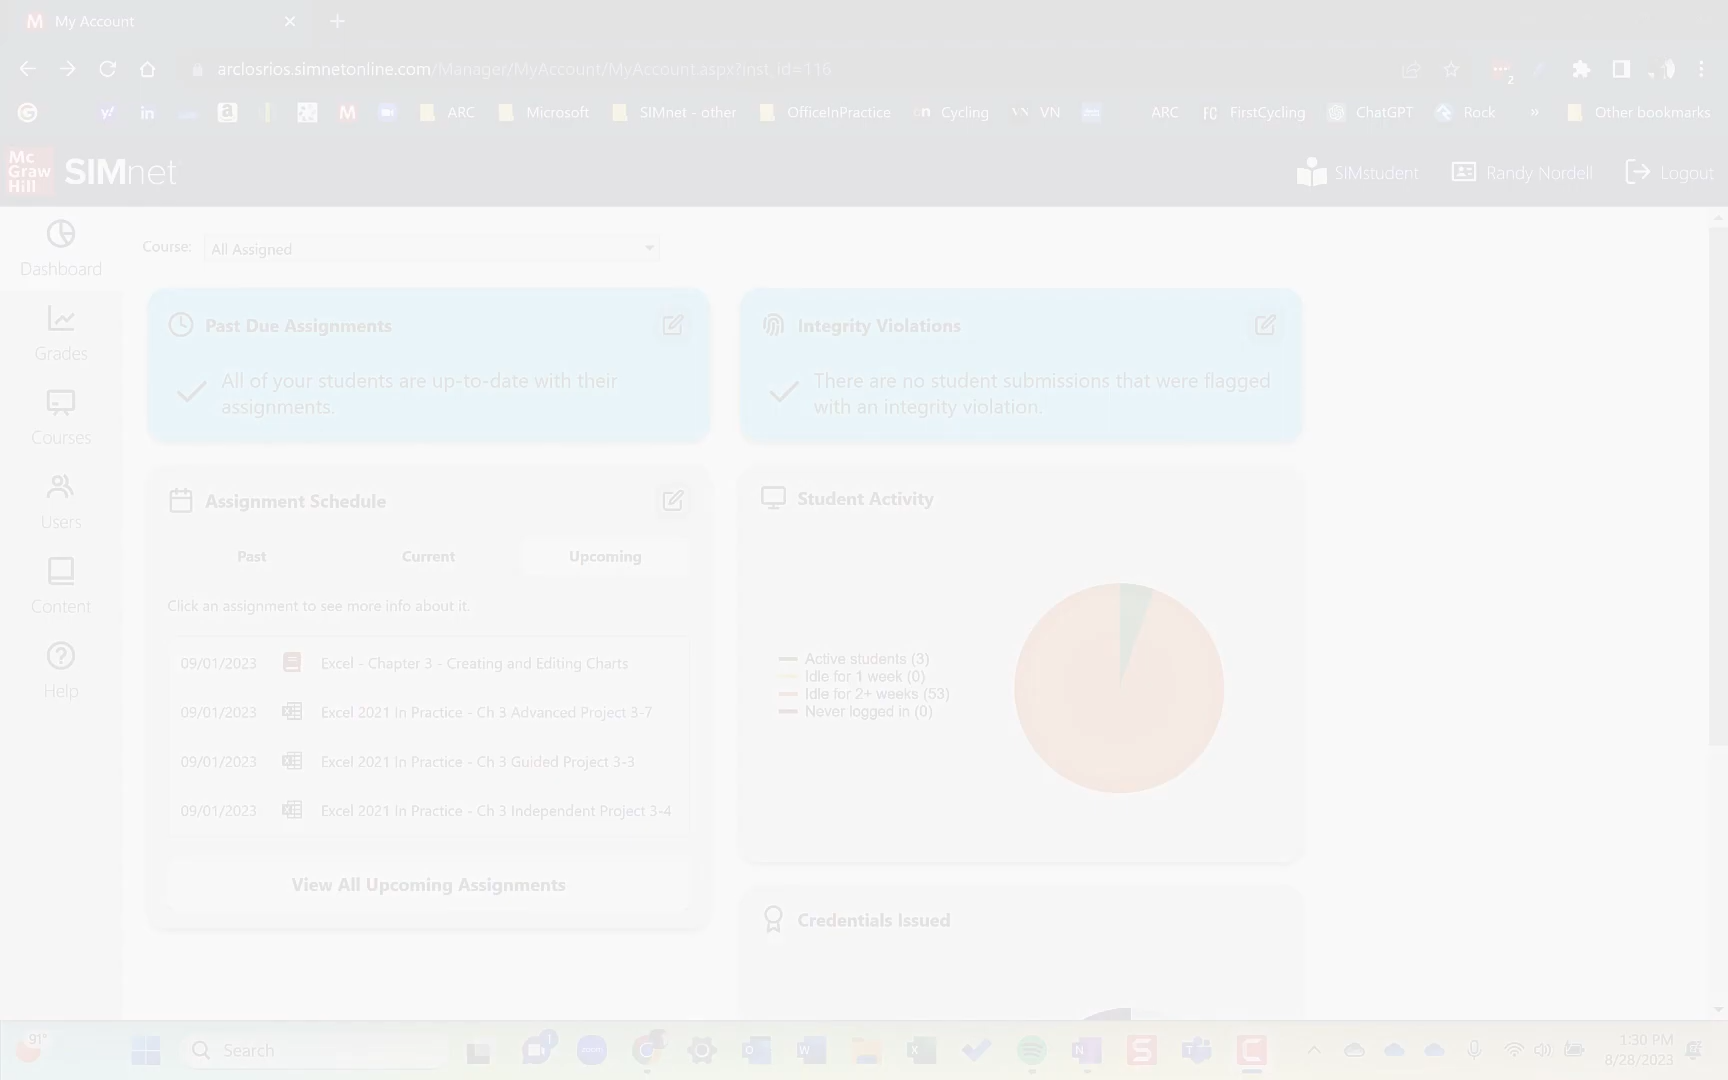 My Account
arclosrios.simnetonline.com/Manager/MyAccount/MyAccount.aspx?inst_id=116
2
ARC
Microsoft
SIMnet - other
OfficeInPractice
Cycling
VN
ARC
FirstCycling
ChatGPT
Rock
»
Other bookmarks
Mc
Graw
Hill
SIMnet
SIMstudent
Randy Nordell
Logout
Dashboard
Grades
Courses
Users
Content
Help
Course: All Assigned
Past Due Assignments
All of your students are up-to-date with their
assignments.
Integrity Violations
There are no student submissions that were flagged
with an integrity violation.
Assignment Schedule
Past Current Upcoming
Click an assignment to see more info about it.
09/01/2023 Excel - Chapter 3 - Creating and Editing Charts
09/01/2023 Excel 2021 In Practice - Ch 3 Advanced Project 3-7
09/01/2023 Excel 2021 In Practice - Ch 3 Guided Project 3-3
09/01/2023 Excel 2021 In Practice - Ch 3 Independent Project 3-4
View All Upcoming Assignments
Student Activity
Active students (3)
Idle for 1 week (0)
Idle for 2+ weeks (53)
Never logged in (0)
Credentials Issued
91°
Search
1:30 PM
8/28/2023